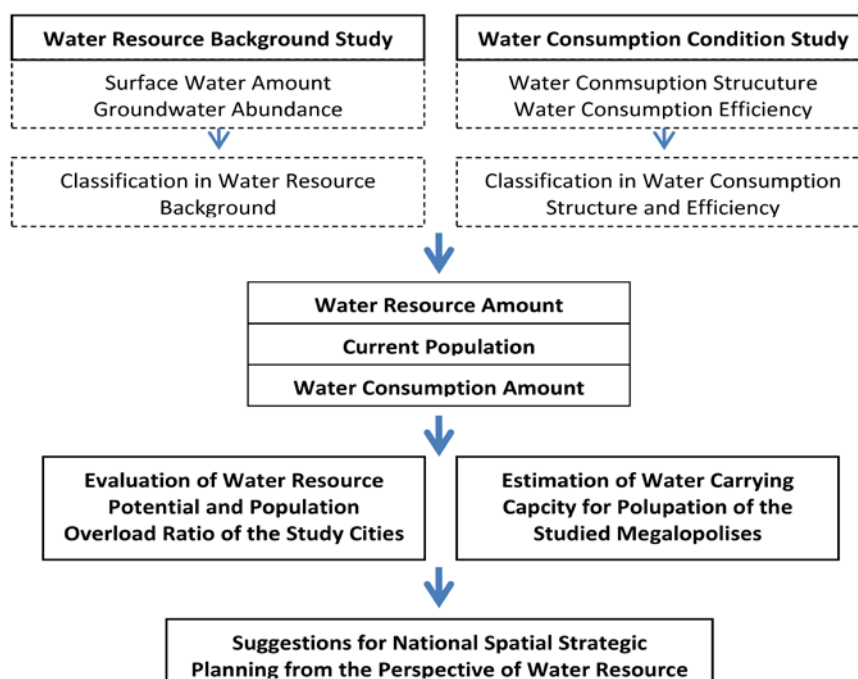 Water Resource Background Study
Surface Water Amount
Groundwater Abundance
Classification in Water Resource
Background
Water Consumption Condition Study
Water Conmsuption Strucuture
Water Consumption Efficiency
Classification in Water Consumption
Structure and Efficiency
Water Resource Amount
Current Population
Water Consumption Amount
Evaluation of Water Resource
Potential and Population
Overload Ratio of the Study Cities
Estimation of Water Carrying
Capcity for Polupation of the
Studied Megalopolises
Suggestions for National Spatial Strategic
Planning from the Perspective of Water Resource